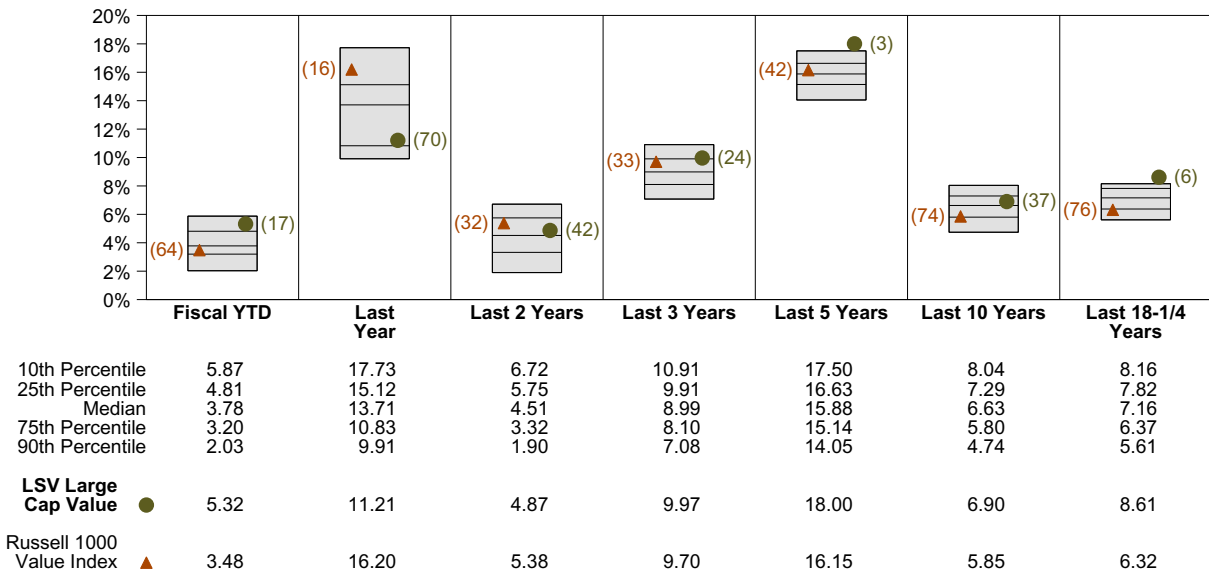 20%
18%
16%
14%
12%
10%
8%
6%
4%
2%
0%
(64) (17)
(16) (70)
(32) (42)
(33) (24)
(42) (3)
(74) (37)
(76) (6)
Fiscal YTD Last Year Last 2 Years Last 3 Years Last 5 Years Last 10 Years Last 18-1/4 Years
10th Percentile 5.87 17.73 6.72 10.91 17.50 8.04 8.16
25th Percentile 4.81 15.12 5.75 9.91 16.63 7.29 7.82
Median 3.78 13.71 4.51 8.99 15.88 6.63 7.16
75th Percentile 3.20 10.83 3.32 8.10 15.14 5.80 6.37
90th Percentile 2.03 9.91 1.90 7.08 14.05 4.74 5.61
LSV Large
Cap Value 5.32 11.21 4.87 9.97 18.00 6.90 8.61
Russell 1000
Value Index 3.48 16.20 5.38 9.70 16.15 5.85 6.32